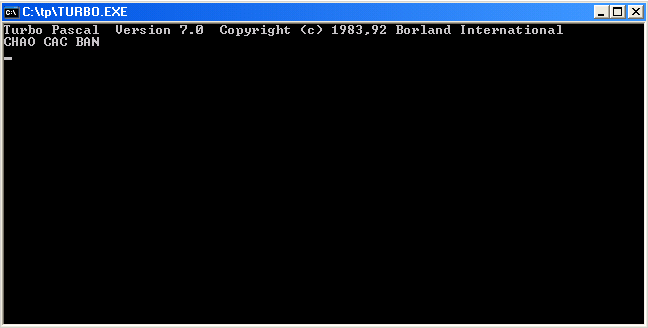 C:\tp\TURBO.EXE
Turbo Pascal  Version 7.0  Copyright (c) 1983,92 Borland International
CHAO CAC BAN